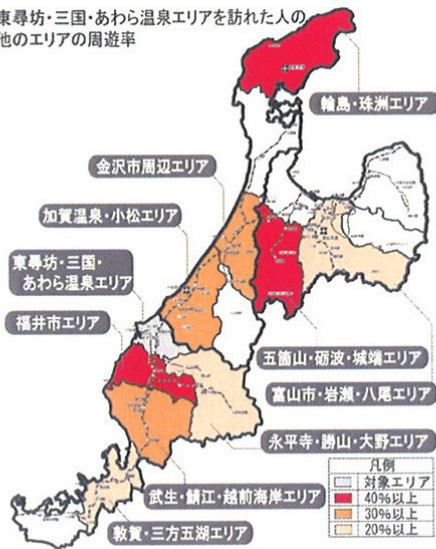 東尋坊・三国・あわら温泉エリアを訪れた人の
他のエリアの周遊率
輪島・珠洲エリア
金沢市周辺エリア
加賀温泉・小松エリア
東尋坊・三国・
あわら温泉エリア
福井市エリア
五箇山・砺波・城端エリア
富山市・岩瀬・八尾エリア
永平寺・勝山・大野エリア
武生・鯖江・越前海岸エリア
敦賀・三方五湖エリア
凡例
対象エリア
40%以上
30%以上
20%以上